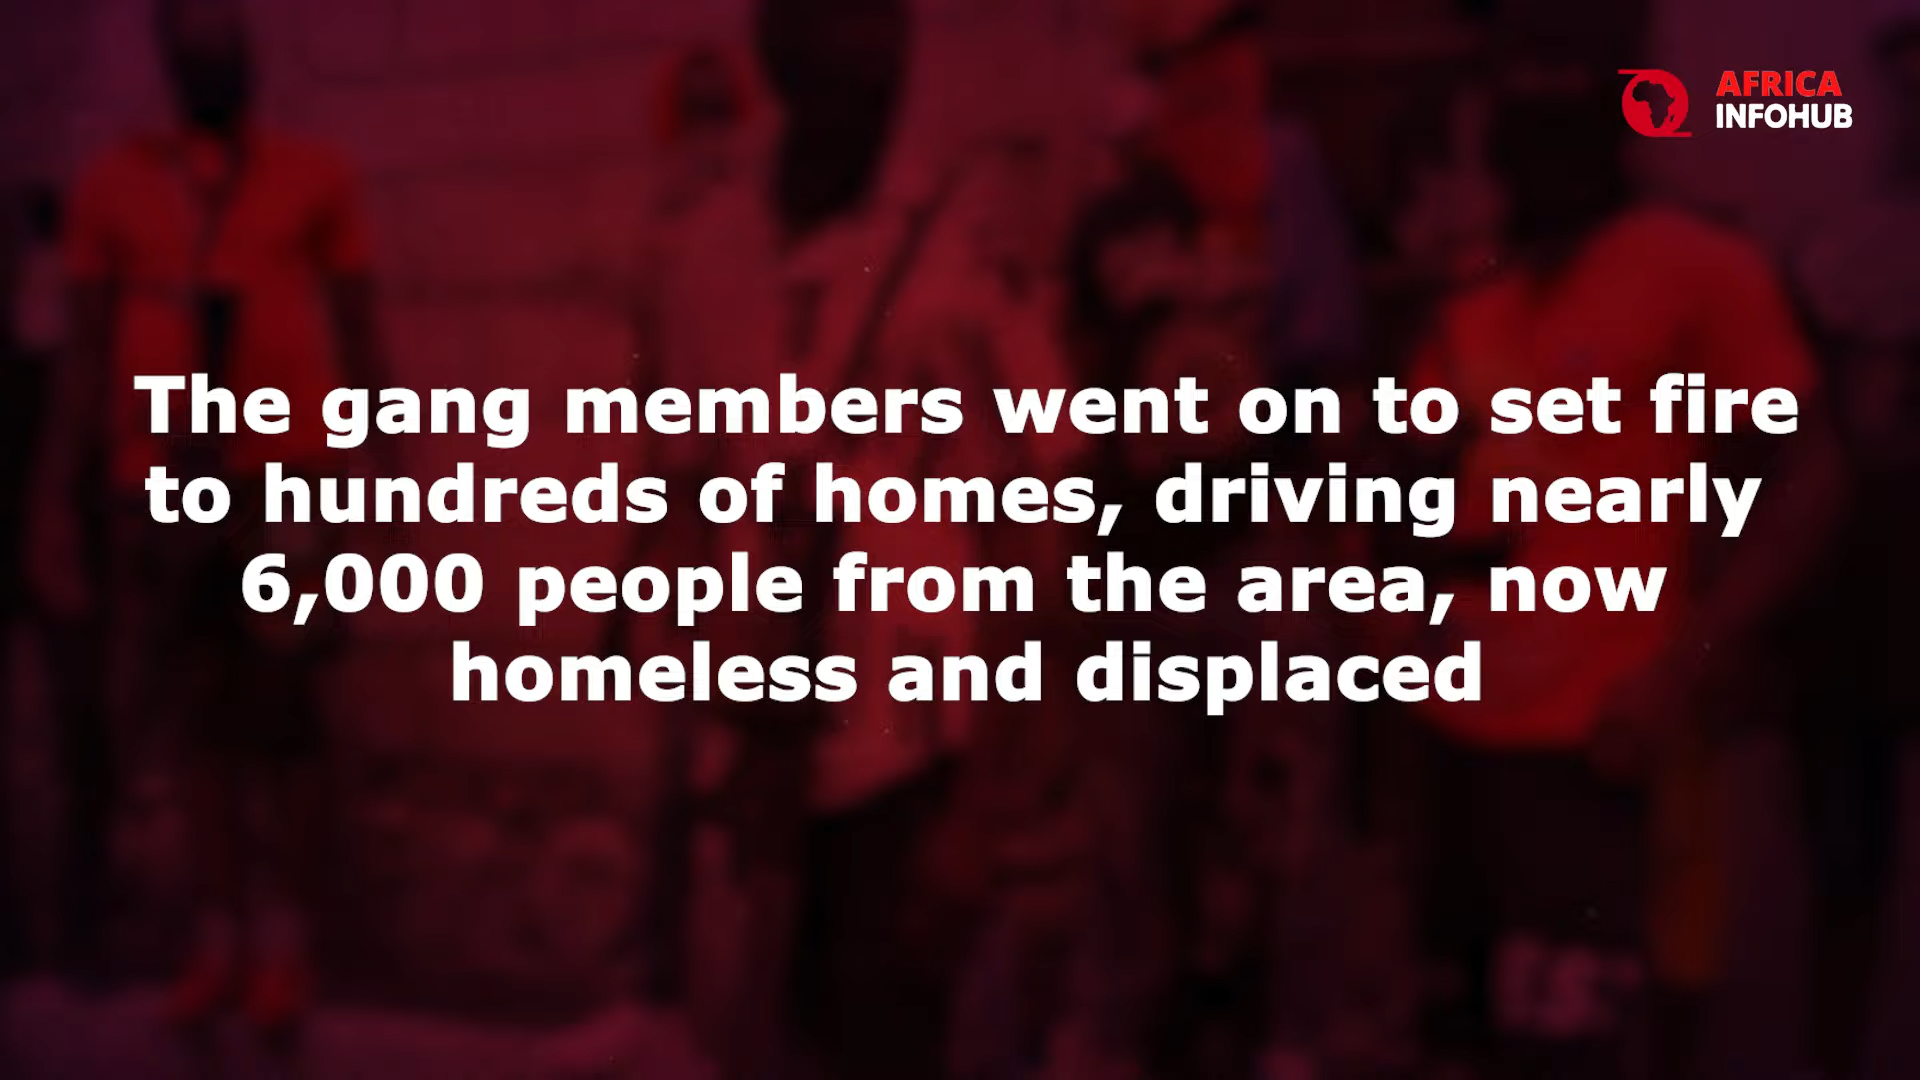 AFRICA
INFOHUB
The gang members went on to set fire
to hundreds of homes, driving nearly
6,000 people from the area, now
homeless and displaced